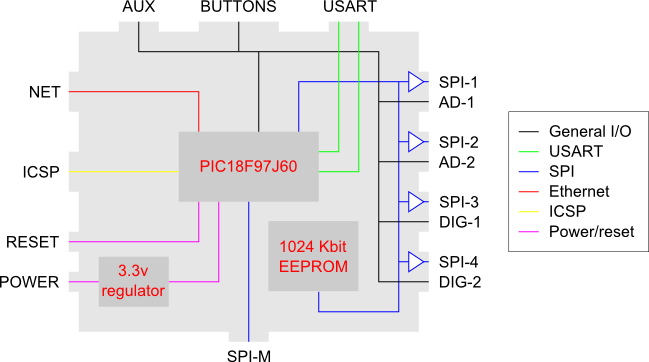 AUX
BUTTONS
USART
NET
ICSP
RESET
POWER
PIC18F97J60
3.3v
regulator
1024 Kbit
EEPROM
SPI-1
AD-1
SPI-2
AD-2
SPI-3
DIG-1
SPI-4
DIG-2
SPI-M
General I/O
USART
SPI
Ethernet
ICSP
Power/reset